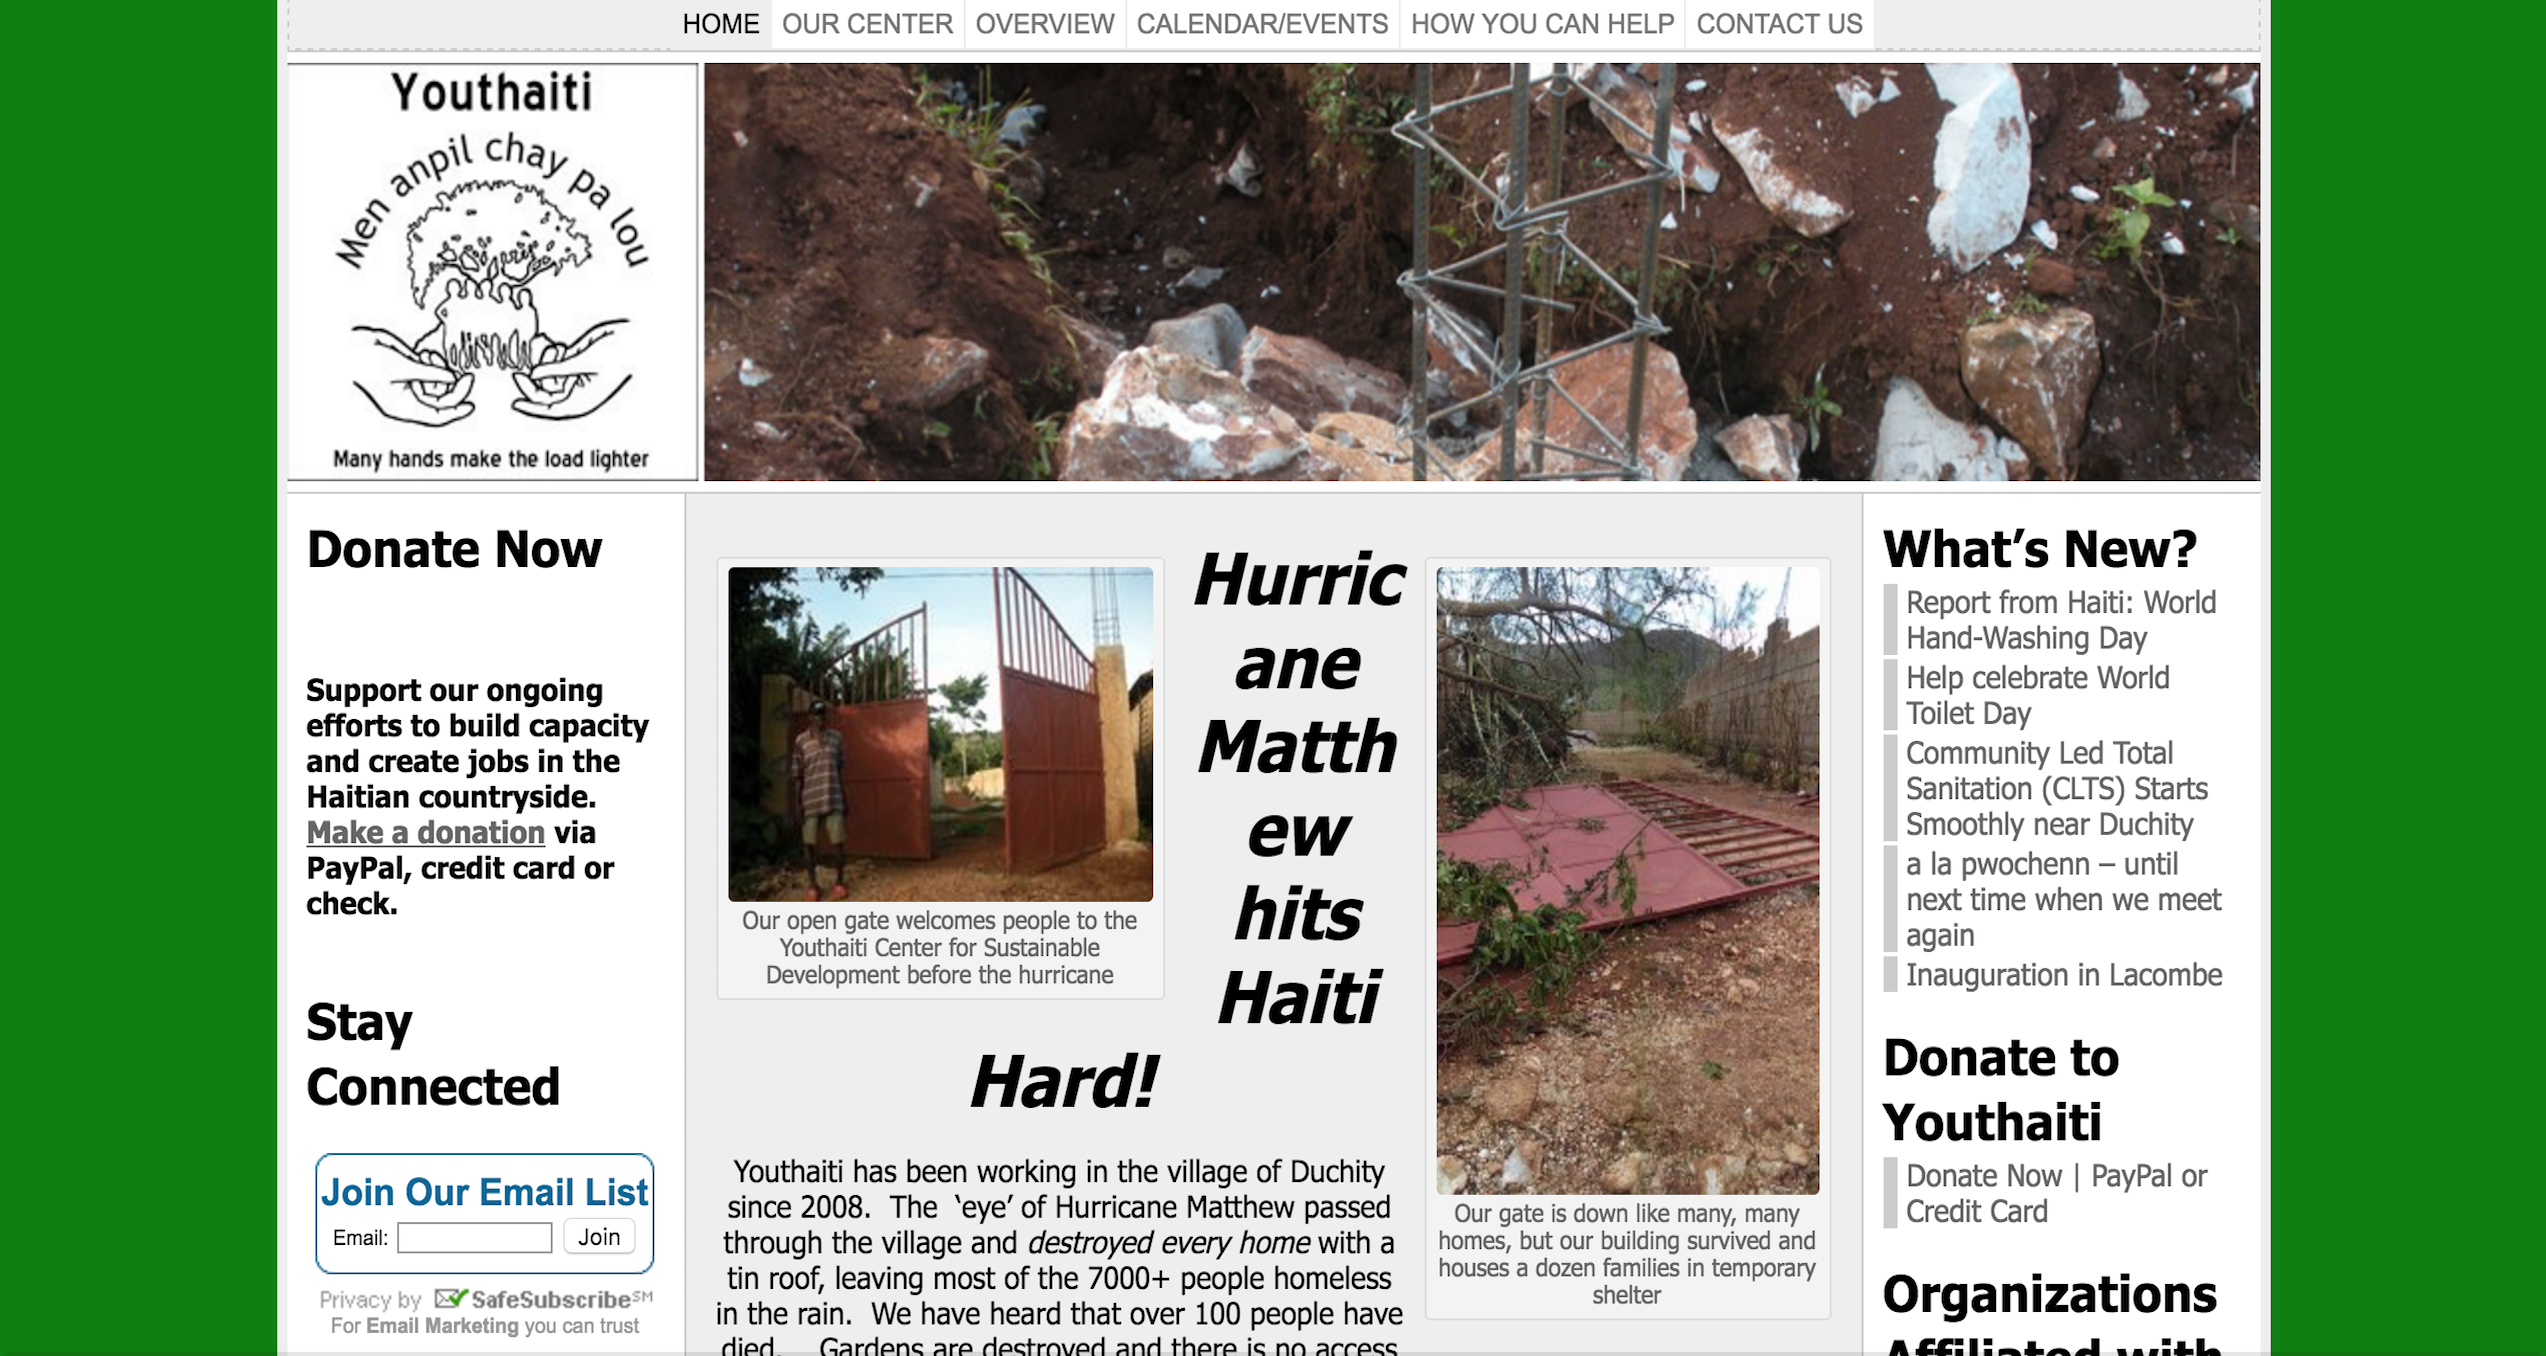 HOME OUR CENTER OVERVIEW CALENDAR/EVENTS HOW YOU CAN HELP CONTACT US
Youthaiti
Men anpil chay pa lou
Many hands make the load lighter
Donate Now
Support our ongoing
efforts to build capacity
and create jobs in the
Haitian countryside.
Make a donation via
PayPal, credit card or
check.
Stay
Connected
Join Our Email List
Email: Join
Privacy by SafeSubscribe℠
For Email Marketing you can trust
Our open gate welcomes people to the
Youthaiti Center for Sustainable
Development before the hurricane
Hurric
ane
Matth
ew
hits
Haiti
Hard!
Our gate is down like many, many
homes, but our building survived and
houses a dozen families in temporary
shelter
Youthaiti has been working in the village of Duchity
since 2008.  The  ‘eye’ of Hurricane Matthew passed
through the village and destroyed every home with a
tin roof, leaving most of the 7000+ people homeless
in the rain.  We have heard that over 100 people have
died.    Gardens are destroyed and there is no access
What’s New?
Report from Haiti: World
Hand-Washing Day
Help celebrate World
Toilet Day
Community Led Total
Sanitation (CLTS) Starts
Smoothly near Duchity
a la pwochenn – until
next time when we meet
again
Inauguration in Lacombe
Donate to
Youthaiti
Donate Now | PayPal or
Credit Card
Organizations
Affiliated with